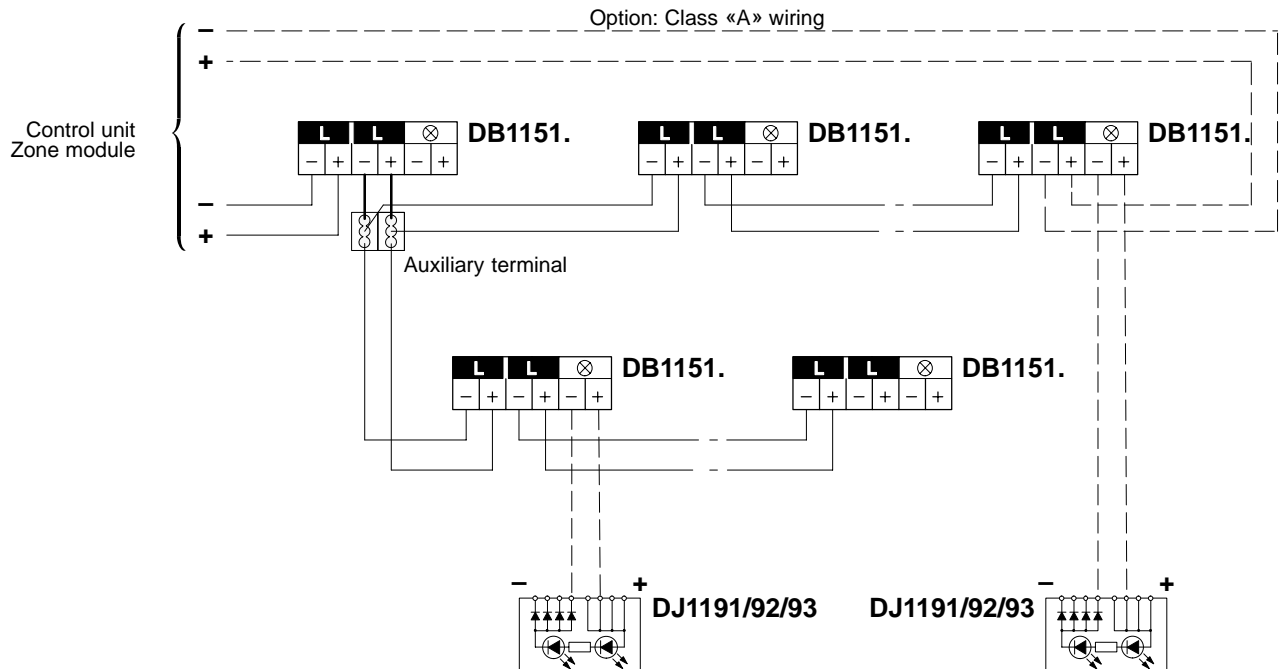 Option: Class «A» wiring
–
+
Control unit
Zone module
L L ⊗ DB1151.
– + – + – +
L L ⊗ DB1151.
– + – + – +
L L ⊗ DB1151.
– + – + – +
–
+
Auxiliary terminal
L L ⊗ DB1151.
– + – + – +
L L ⊗ DB1151.
– + – + – +
– +
DJ1191/92/93
DJ1191/92/93
– +